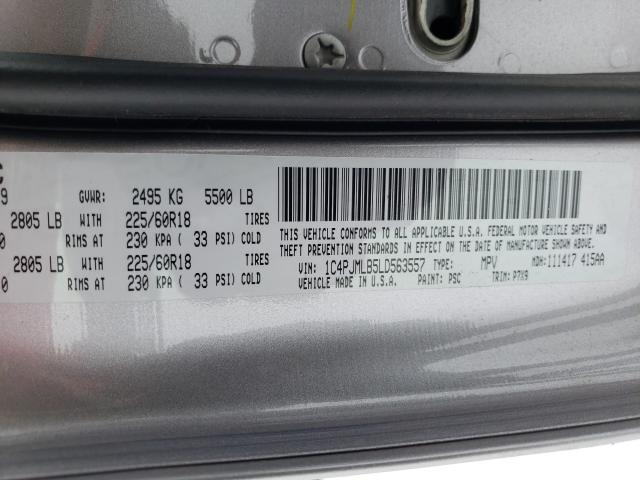 9 GVWR: 2495 KG 5500 LB
2805 LB WITH 225/60R18 TIRES
0 RIMS AT 230 KPA ( 33 PSI) COLD
2805 LB WITH 225/60R18 TIRES
0 RIMS AT 230 KPA ( 33 PSI) COLD
THIS VEHICLE CONFORMS TO ALL APPLICABLE U.S.A. FEDERAL MOTOR VEHICLE SAFETY AND
THEFT PREVENTION STANDARDS IN EFFECT ON THE DATE OF MANUFACTURE SHOWN ABOVE.
VIN: 1C4PJMLB5LD563557 TYPE: MPV MDH: 111417 415AA
VEHICLE MADE IN U.S.A. PAINT: PSC TRIM: P7X9